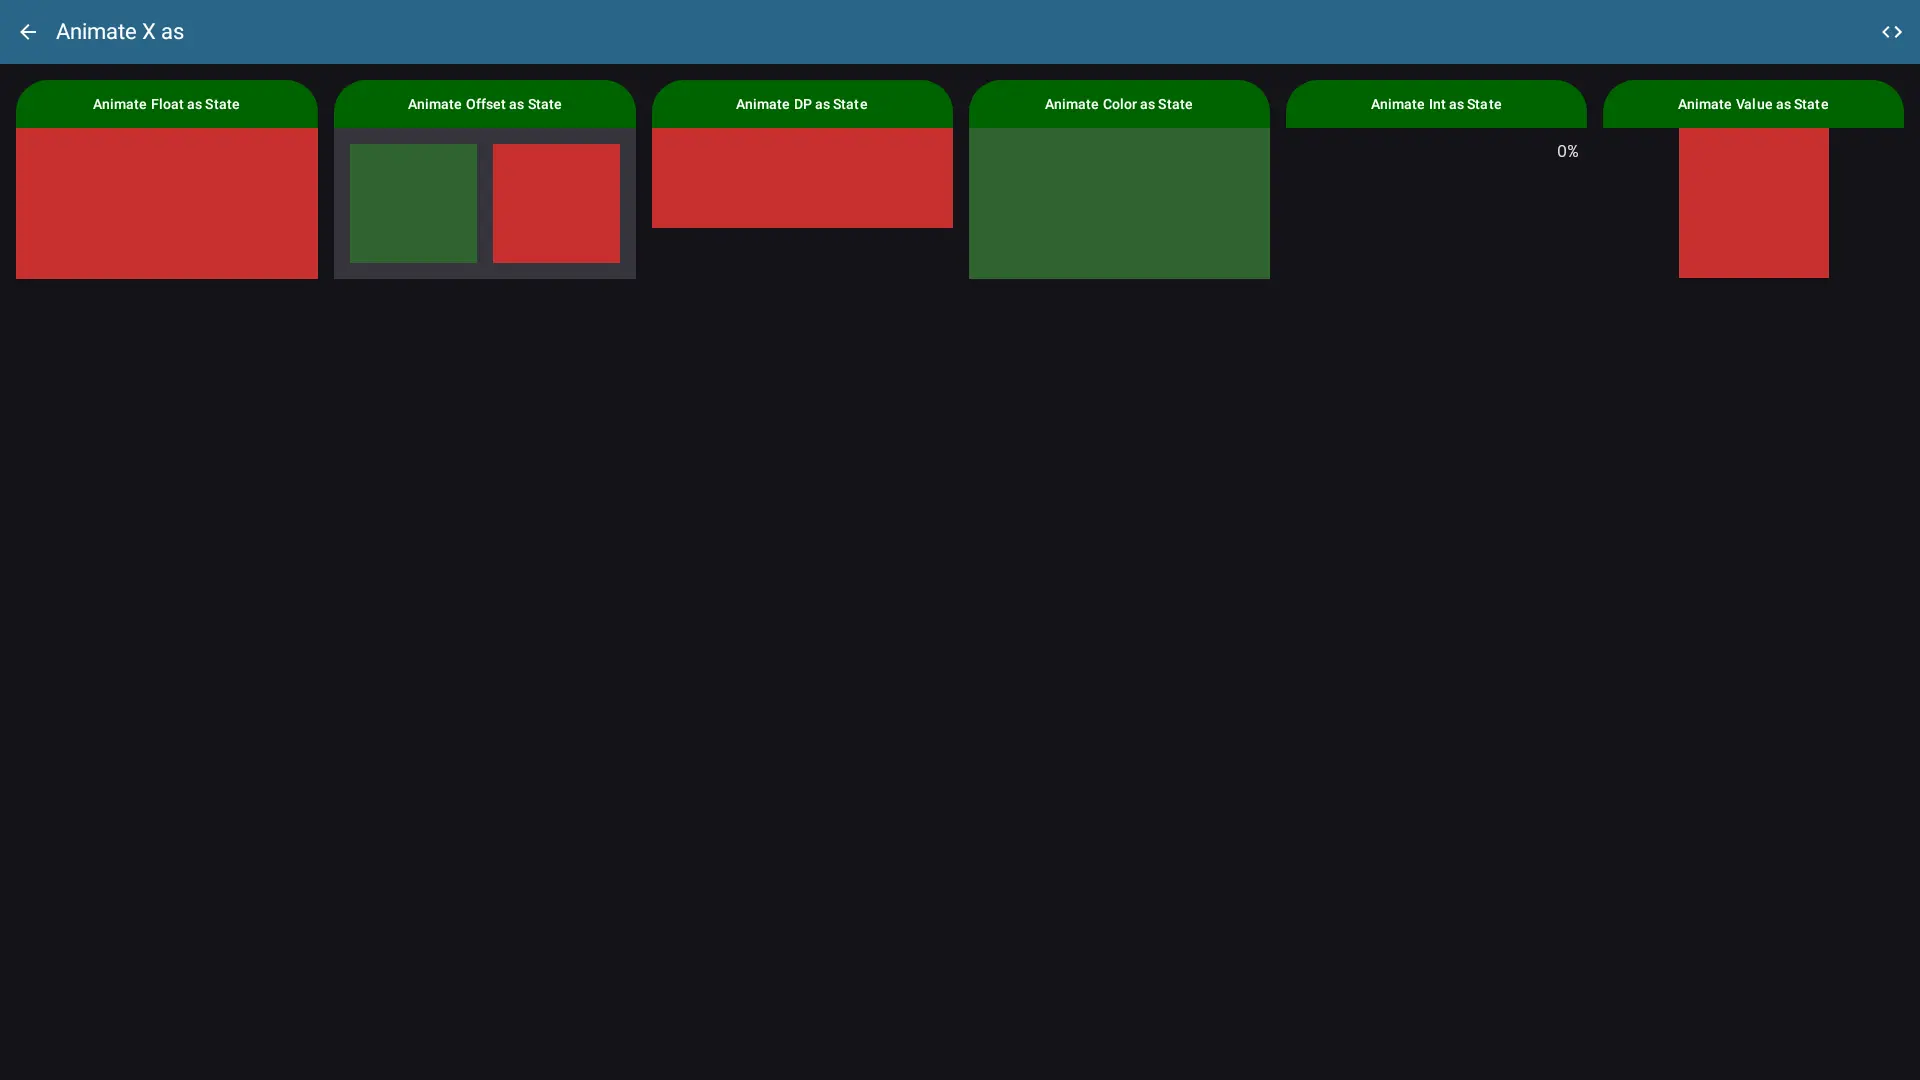 Animate X as
Animate Float as State
Animate Offset as State
Animate DP as State
Animate Color as State
Animate Int as State
Animate Value as State
0%